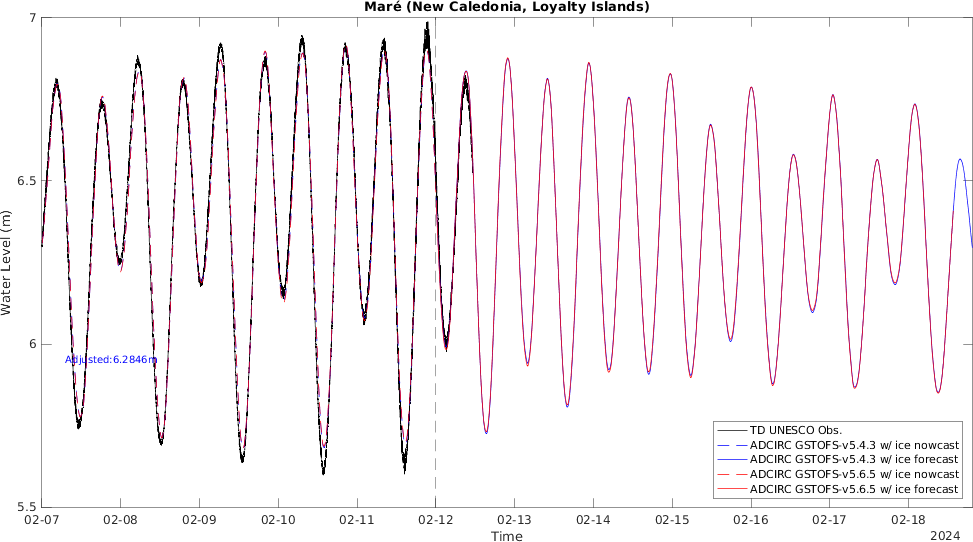 Maré (New Caledonia, Loyalty Islands)
7
6.5
6
5.5
Water Level (m)
Adjusted:6.2846m
TD UNESCO Obs.
ADCIRC GSTOFS-v5.4.3 w/ ice nowcast
ADCIRC GSTOFS-v5.4.3 w/ ice forecast
ADCIRC GSTOFS-v5.6.5 w/ ice nowcast
ADCIRC GSTOFS-v5.6.5 w/ ice forecast
02-07 02-08 02-09 02-10 02-11 02-12 02-13 02-14 02-15 02-16 02-17 02-18
Time
2024